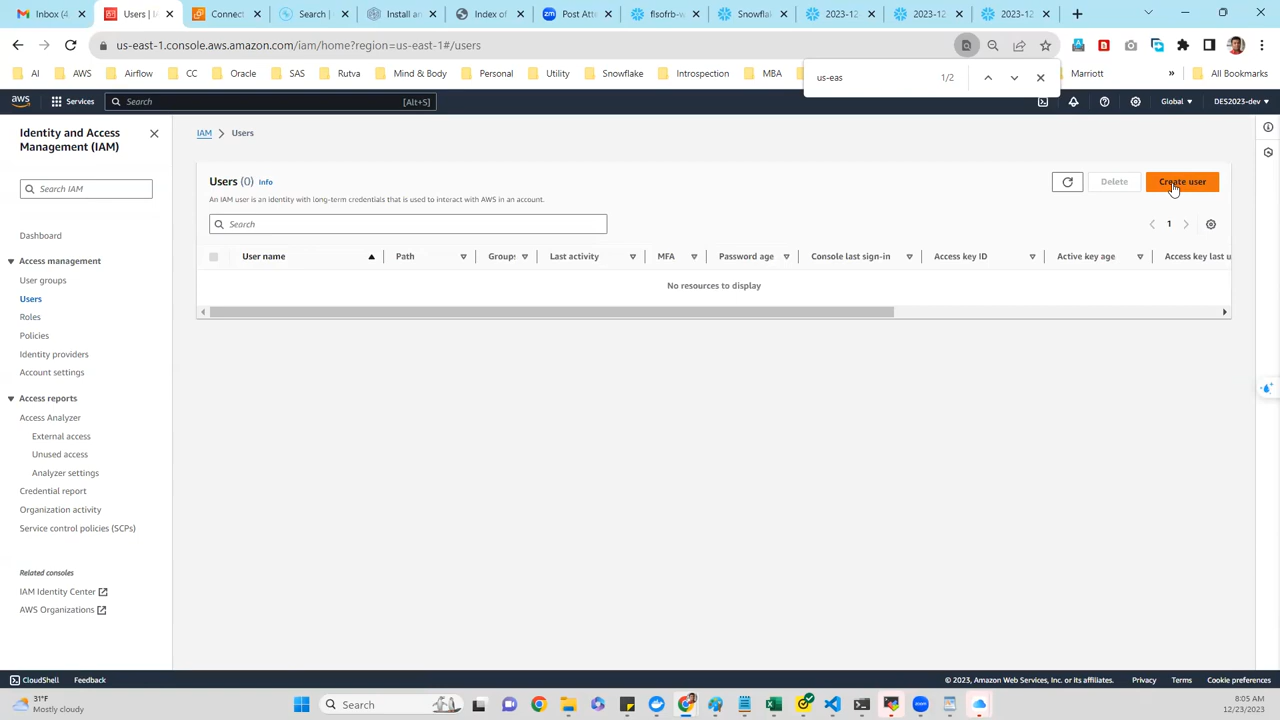 Inbox (4
Users | IA
Connect
Search |
Install an
Index of
zm
Post Atte
flsofrb-w
Snowflak
2023-12
2023-12
2023-12
us-east-1.console.aws.amazon.com/iam/home?region=us-east-1#/users
AI
AWS
Airflow
CC
Oracle
SAS
Rutva
Mind & Body
Personal
Utility
Snowflake
Introspection
MBA
Marriott
»
All Bookmarks
us-eas
1/2
aws
Services
Search
[Alt+S]
Global
DES2023-dev
Identity and Access
Management (IAM)
Search IAM
Dashboard
Access management
User groups
Users
Roles
Policies
Identity providers
Account settings
Access reports
Access Analyzer
External access
Unused access
Analyzer settings
Credential report
Organization activity
Service control policies (SCPs)
Related consoles
IAM Identity Center
AWS Organizations
IAM > Users
Users (0) Info
An IAM user is an identity with long-term credentials that is used to interact with AWS in an account.
Delete
Create user
Search
1
User name
Path
Groups
Last activity
MFA
Password age
Console last sign-in
Access key ID
Active key age
Access key last u
No resources to display
CloudShell
Feedback
© 2023, Amazon Web Services, Inc. or its affiliates.
Privacy
Terms
Cookie preferences
31°F
Mostly cloudy
Search
zoom
8:05 AM
12/23/2023